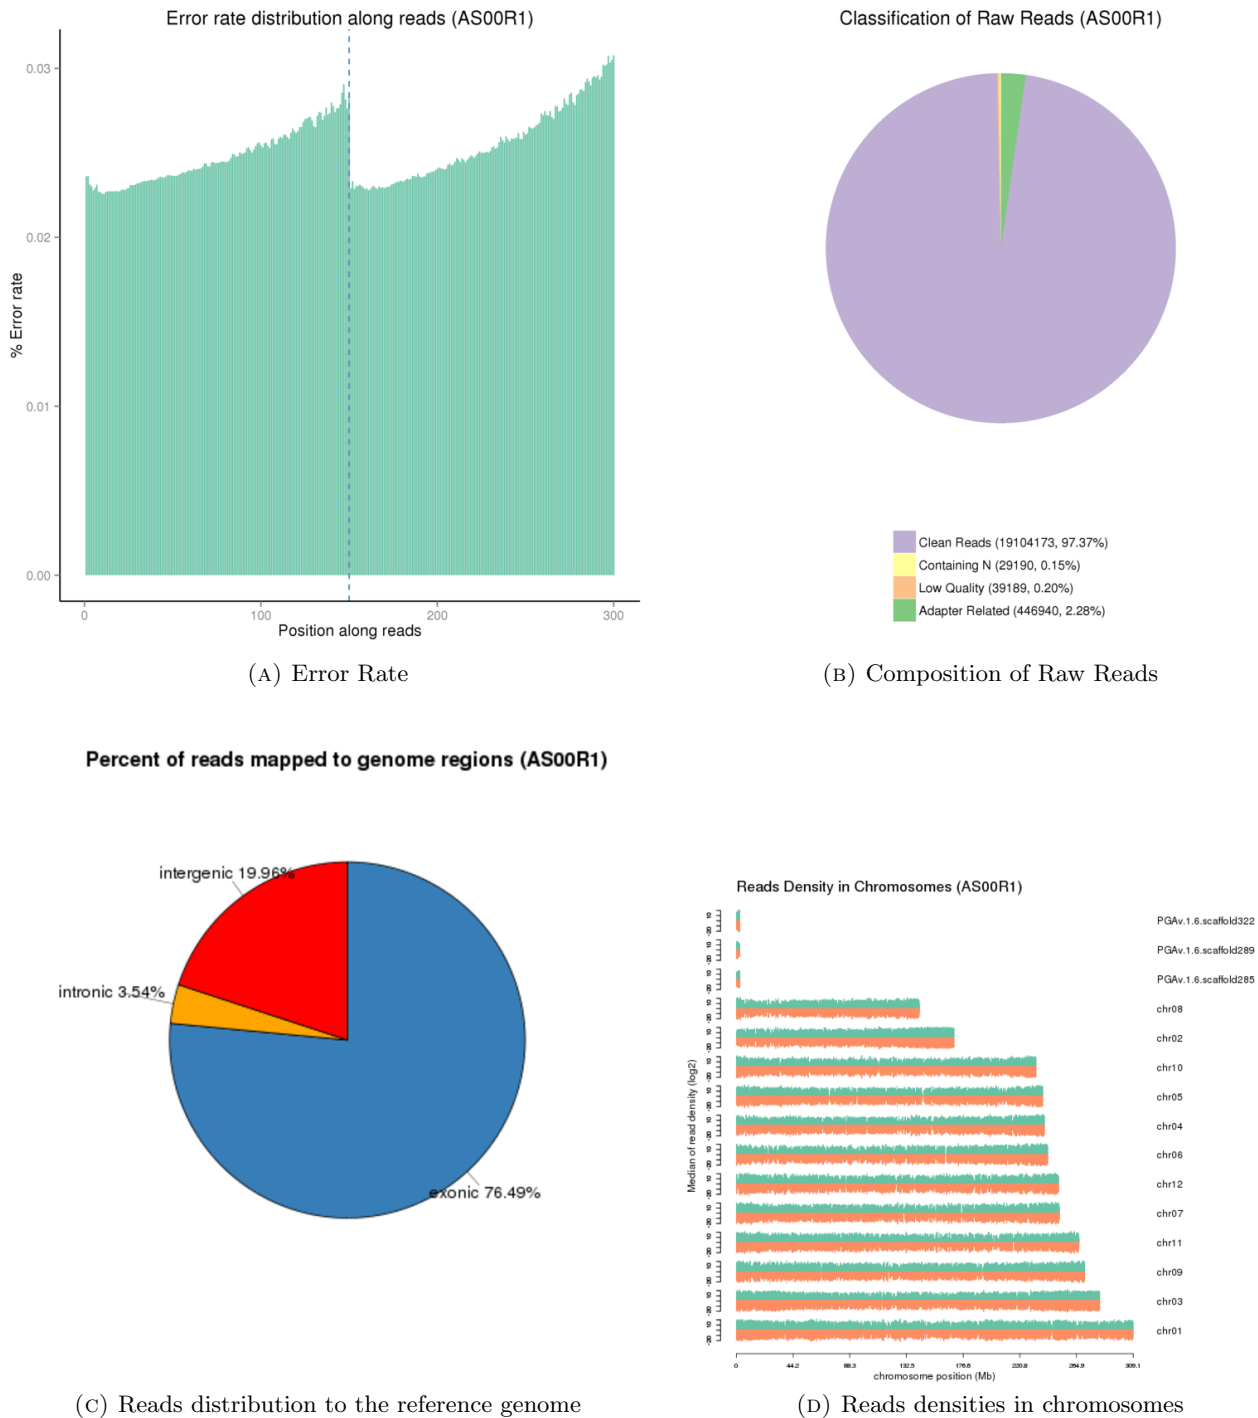 Error rate distribution along reads (AS00R1)
% Error rate
0.03
0.02
0.01
0.00
0 100 200 300
Position along reads
(A) Error Rate
Classification of Raw Reads (AS00R1)
Clean Reads (19104173, 97.37%)
Containing N (29190, 0.15%)
Low Quality (39189, 0.20%)
Adapter Related (446940, 2.28%)
(B) Composition of Raw Reads
Percent of reads mapped to genome regions (AS00R1)
intergenic 19.96%
intronic 3.54%
exonic 76.49%
(C) Reads distribution to the reference genome
Reads Density in Chromosomes (AS00R1)
Median of read density (log2)
PGAv.1.6.scaffold322
PGAv.1.6.scaffold289
PGAv.1.6.scaffold285
chr08
chr02
chr10
chr05
chr04
chr06
chr12
chr07
chr11
chr09
chr03
chr01
0 44.2 88.3 132.5 176.6 220.8 264.9 309.1
chromosome position (Mb)
(D) Reads densities in chromosomes